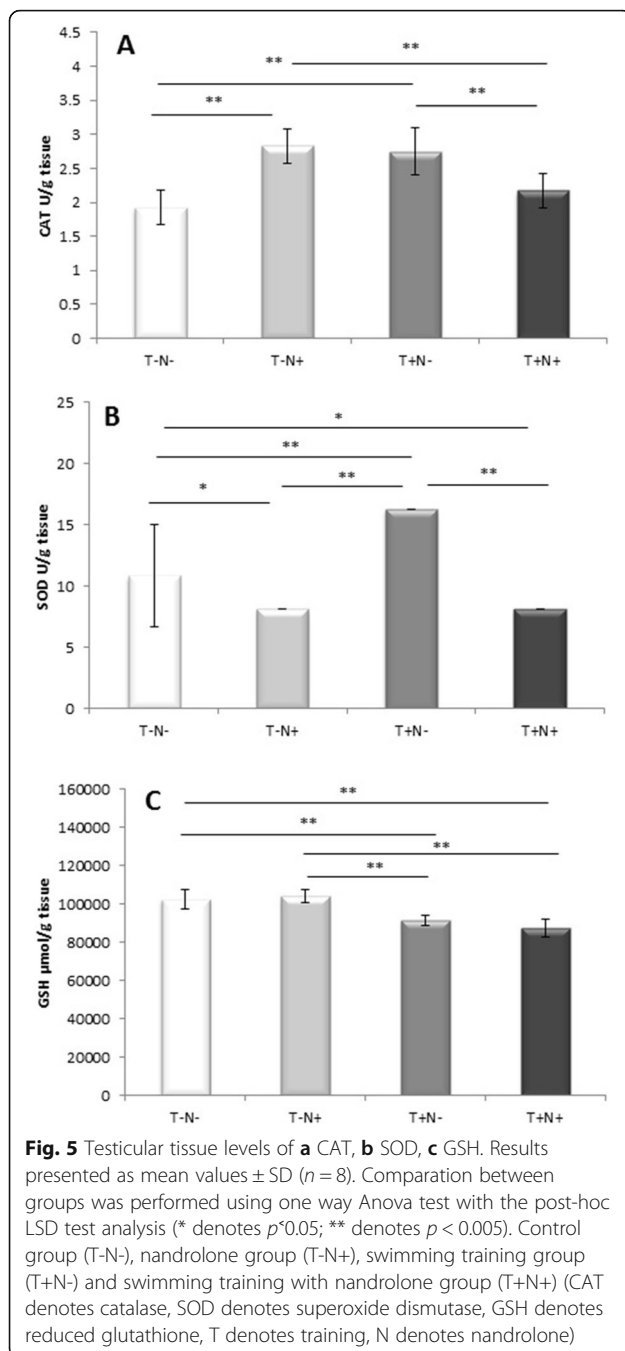 A
CAT U/g tissue
4.5
4
3.5
3
2.5
2
1.5
1
0.5
0
** **
** **
T-N- T-N+ T+N- T+N+
B
SOD U/g tissue
25
20
15
10
5
0
*
**
* ** **
T-N- T-N+ T+N- T+N+
C
GSH µmol/g tissue
160000
140000
120000
100000
80000
60000
40000
20000
0
**
**
** **
T-N- T-N+ T+N- T+N+
Fig. 5 Testicular tissue levels of a CAT, b SOD, c GSH. Results
presented as mean values ± SD (n = 8). Comparation between
groups was performed using one way Anova test with the post-hoc
LSD test analysis (* denotes p<0.05; ** denotes p < 0.005). Control
group (T-N-), nandrolone group (T-N+), swimming training group
(T+N-) and swimming training with nandrolone group (T+N+) (CAT
denotes catalase, SOD denotes superoxide dismutase, GSH denotes
reduced glutathione, T denotes training, N denotes nandrolone)